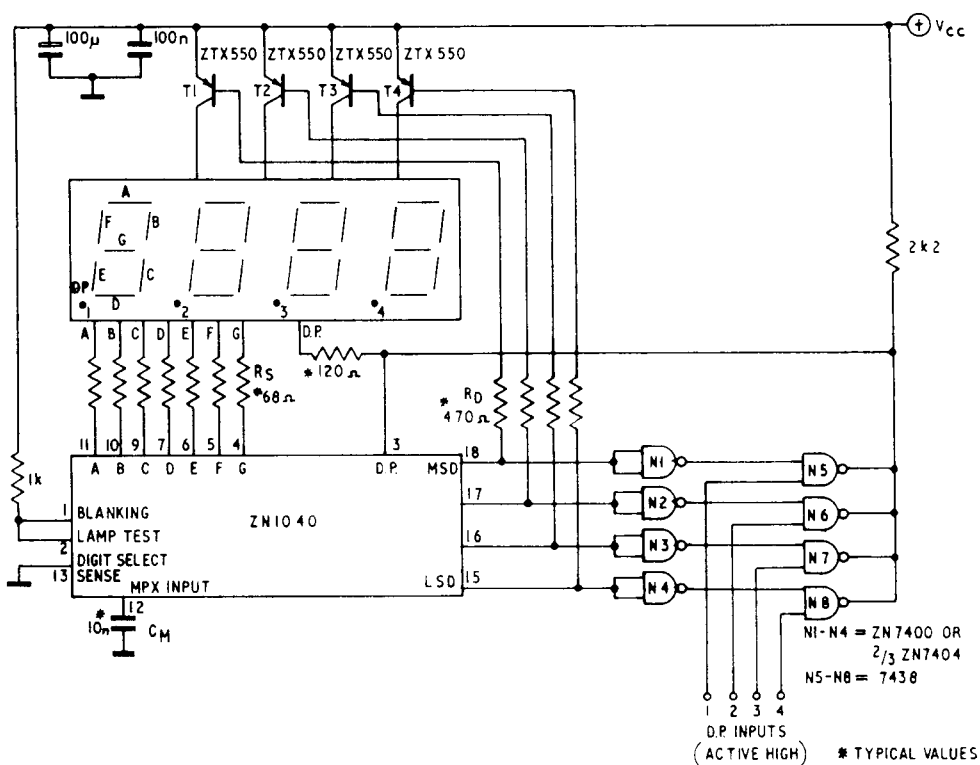 100µ
100n
ZTX550
ZTX550
ZTX550
ZTX550
+ Vcc
T1
T2
T3
T4
A
F
B
G
E
C
DP
D
1
2
3
4
2k2
A
B
C
D
E
F
G
D.P.
RS
*68Ω
*120Ω
* RD
470Ω
11
10
9
7
6
5
4
3
18
A
B
C
D
E
F
G
D.P.
MSD
N1
N5
1k
1
BLANKING
ZN1040
17
N2
N6
LAMP TEST
2
16
N3
N7
DIGIT SELECT
13
SENSE
MPX INPUT
LSD
15
N4
N8
12
*
10n
CM
N1-N4 = ZN7400 OR
2/3 ZN7404
N5-N8 = 7438
1
2
3
4
D.P. INPUTS
(ACTIVE HIGH)
* TYPICAL VALUES